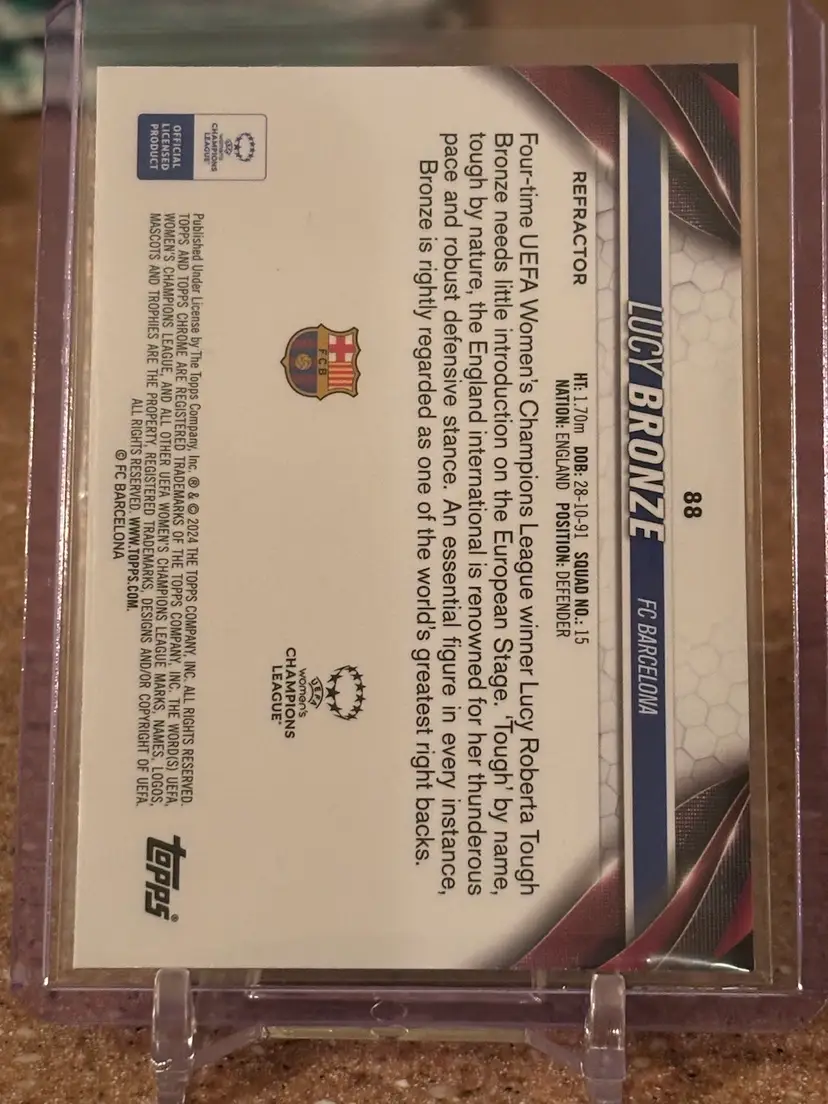 88
LUCY BRONZE FC BARCELONA
REFRACTOR
HT: 1.70m DOB: 28-10-91 SQUAD NO.: 15
NATION: ENGLAND POSITION: DEFENDER
Four-time UEFA Women's Champions League winner Lucy Roberta Tough
Bronze needs little introduction on the European Stage. 'Tough' by name,
tough by nature, the England international is renowned for her thunderous
pace and robust defensive stance. An essential figure in every instance,
Bronze is rightly regarded as one of the world's greatest right backs.
FCB
UEFA
women's
CHAMPIONS
LEAGUE
UEFA
women's
CHAMPIONS
LEAGUE
OFFICIAL
LICENSED
PRODUCT
Published Under License by The Topps Company, Inc. ® & © 2024 THE TOPPS COMPANY, INC. ALL RIGHTS RESERVED.
TOPPS AND TOPPS CHROME ARE REGISTERED TRADEMARKS OF THE TOPPS COMPANY, INC. THE WORD(S) UEFA,
WOMEN'S CHAMPIONS LEAGUE, AND ALL OTHER UEFA WOMEN'S CHAMPIONS LEAGUE MARKS, NAMES, LOGOS,
MASCOTS AND TROPHIES ARE THE PROPERTY, REGISTERED TRADEMARKS, DESIGNS AND/OR COPYRIGHT OF UEFA.
ALL RIGHTS RESERVED. WWW.TOPPS.COM.
© FC BARCELONA
topps®